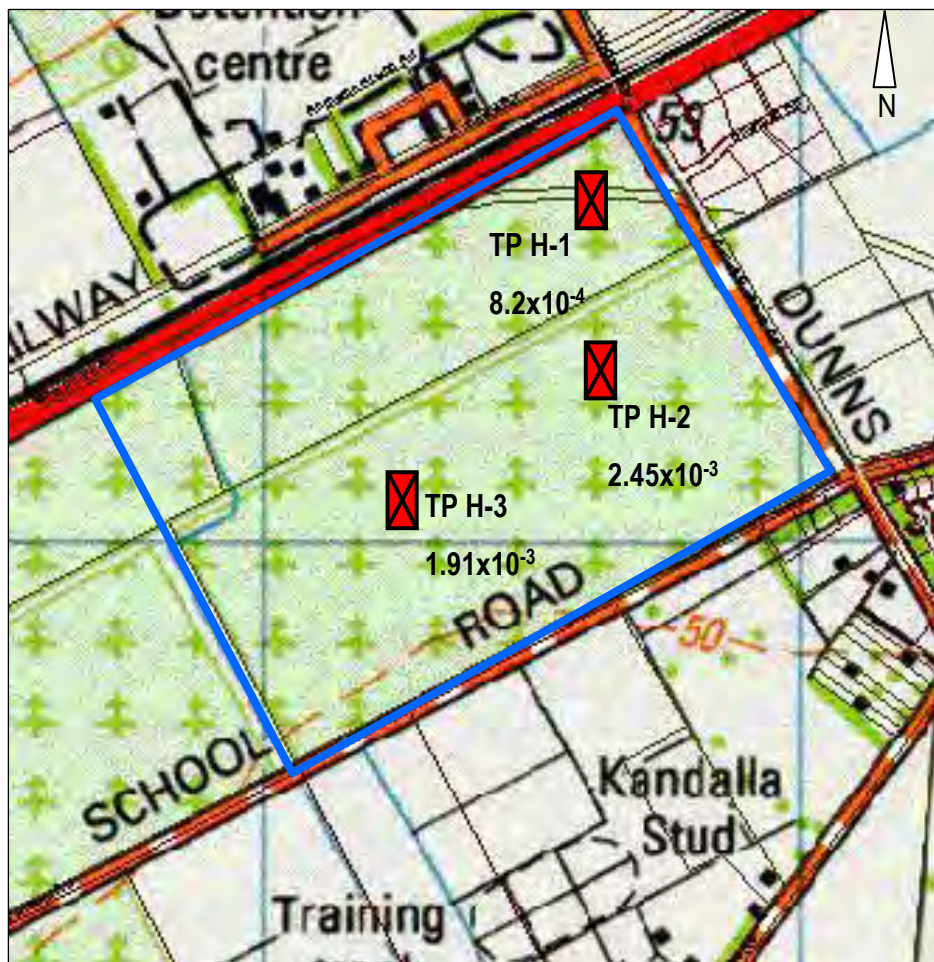 Detention
centre
N
59
TP H-1
8.2x10⁻⁴
ILWAY
DUNNS
TP H-2
2.45x10⁻³
TP H-3
1.91x10⁻³
ROAD
50
SCHOOL
Kandalla
Stud
Training